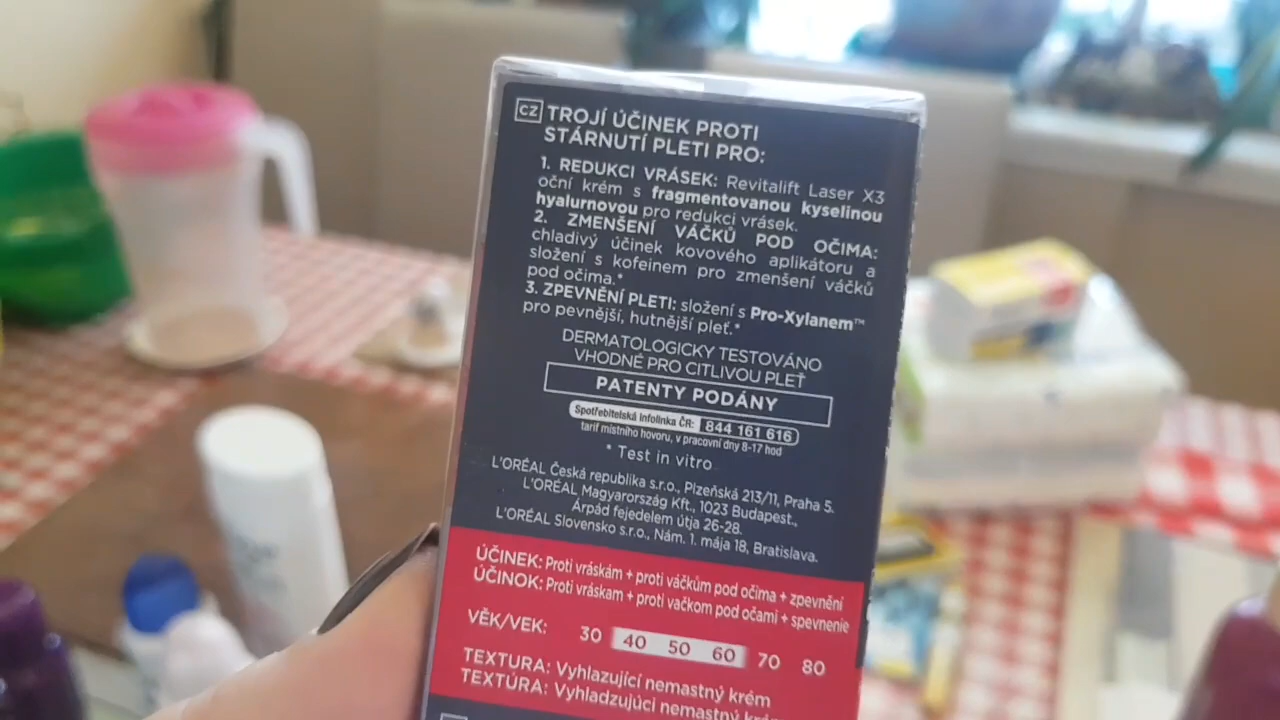 CZ TROJÍ ÚČINEK PROTI
STÁRNUTÍ PLETI PRO:
1. REDUKCI VRÁSEK: Revitalift Laser X3
oční krém s fragmentovanou kyselinou
hyalurnovou pro redukci vrásek.
2. ZMENŠENÍ VÁČKŮ POD OČIMA:
chladivý účinek kovového aplikátoru a
složení s kofeinem pro zmenšení váčků
pod očima.*
3. ZPEVNĚNÍ PLETI: složení s Pro-Xylanem™
pro pevnější, hutnější pleť.*
DERMATOLOGICKY TESTOVÁNO
VHODNÉ PRO CITLIVOU PLEŤ
PATENTY PODÁNY
Spotřebitelská infolinka ČR: 844 161 616
tarif místního hovoru, v pracovní dny 8-17 hod
* Test in vitro
L'ORÉAL Česká republika s.r.o., Plzeňská 213/11, Praha 5.
L'ORÉAL Magyarország Kft., 1023 Budapest.,
Árpád fejedelem útja 26-28.
L'ORÉAL Slovensko s.r.o., Nám. 1. mája 18, Bratislava.
ÚČINEK: Proti vráskám + proti váčkům pod očima + zpevnění
ÚČINOK: Proti vráskam + proti vačkom pod očami + spevnenie
VĚK/VEK: 30 40 50 60 70 80
TEXTURA: Vyhlazující nemastný krém
TEXTÚRA: Vyhladzujúci nemastný krém